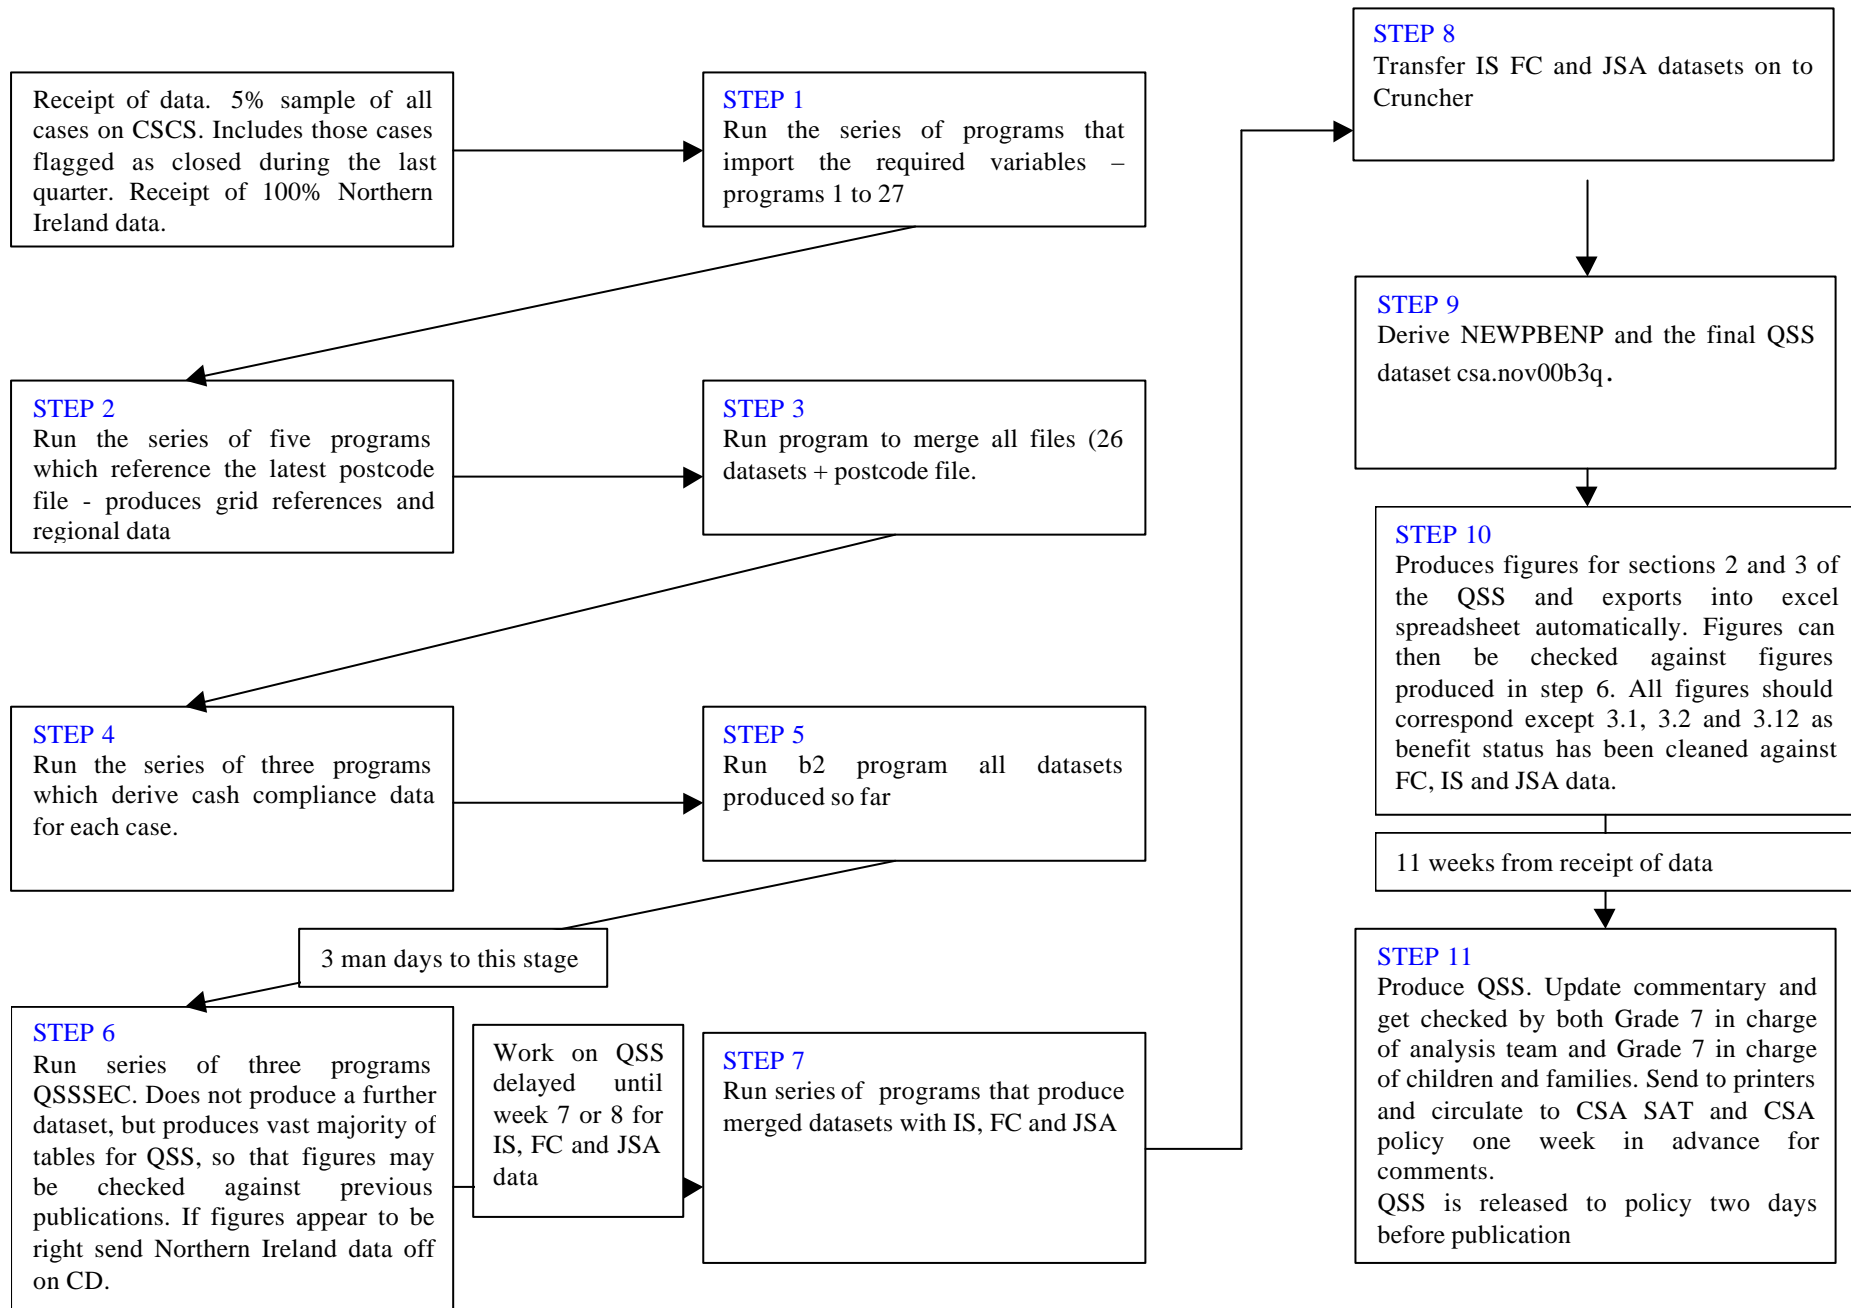 Receipt of data. 5% sample of all
cases on CSCS. Includes those cases
flagged as closed during the last
quarter. Receipt of 100% Northern
Ireland data.
STEP 1
Run the series of programs that
import the required variables –
programs 1 to 27
STEP 2
Run the series of five programs
which reference the latest postcode
file - produces grid references and
regional data
STEP 3
Run program to merge all files (26
datasets + postcode file.
STEP 4
Run the series of three programs
which derive cash compliance data
for each case.
STEP 5
Run b2 program all datasets
produced so far
3 man days to this stage
STEP 6
Run series of three programs
QSSSEC. Does not produce a further
dataset, but produces vast majority of
tables for QSS, so that figures may
be checked against previous
publications. If figures appear to be
right send Northern Ireland data off
on CD.
Work on QSS
delayed until
week 7 or 8 for
IS, FC and JSA
data
STEP 7
Run series of programs that produce
merged datasets with IS, FC and JSA
STEP 8
Transfer IS FC and JSA datasets on to
Cruncher
STEP 9
Derive NEWPBENP and the final QSS
dataset csa.nov00b3q.
STEP 10
Produces figures for sections 2 and 3 of
the QSS and exports into excel
spreadsheet automatically. Figures can
then be checked against figures
produced in step 6. All figures should
correspond except 3.1, 3.2 and 3.12 as
benefit status has been cleaned against
FC, IS and JSA data.
11 weeks from receipt of data
STEP 11
Produce QSS. Update commentary and
get checked by both Grade 7 in charge
of analysis team and Grade 7 in charge
of children and families. Send to printers
and circulate to CSA SAT and CSA
policy one week in advance for
comments.
QSS is released to policy two days
before publication